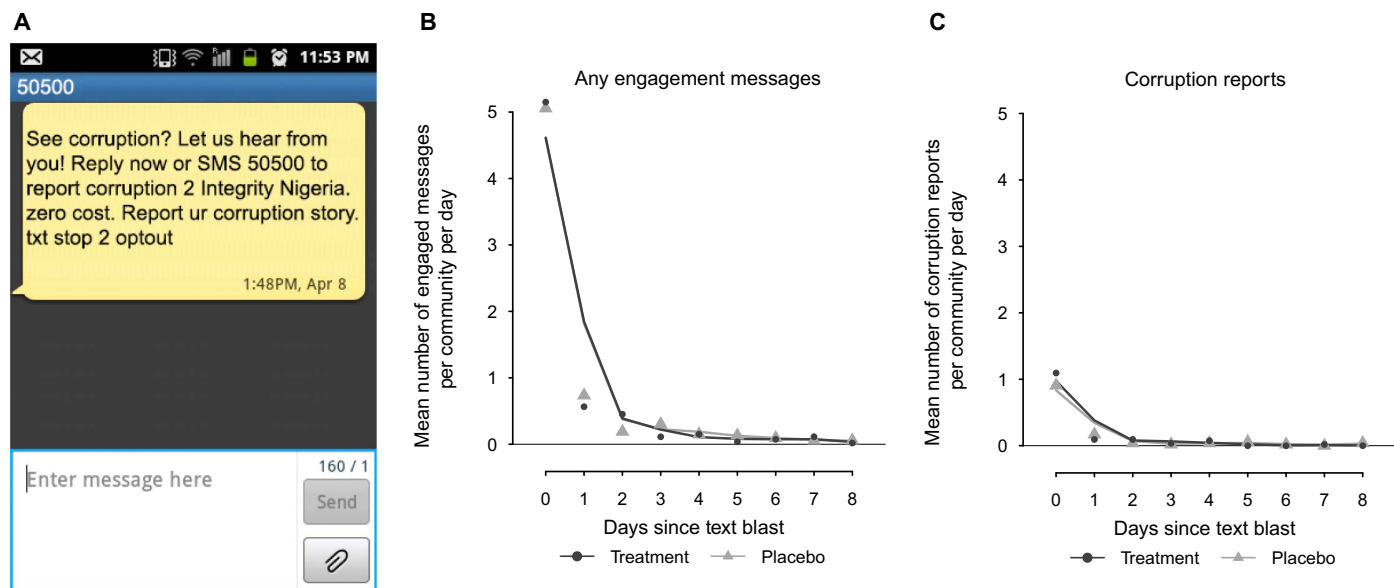 A
11:53 PM
50500
See corruption? Let us hear from
you! Reply now or SMS 50500 to
report corruption 2 Integrity Nigeria.
zero cost. Report ur corruption story.
txt stop 2 optout
1:48PM, Apr 8
160 / 1
Enter message here
Send
B
Any engagement messages
Mean number of engaged messages
per community per day
5
4
3
2
1
0
0 1 2 3 4 5 6 7 8
Days since text blast
Treatment Placebo
C
Corruption reports
Mean number of corruption reports
per community per day
5
4
3
2
1
0
0 1 2 3 4 5 6 7 8
Days since text blast
Treatment Placebo